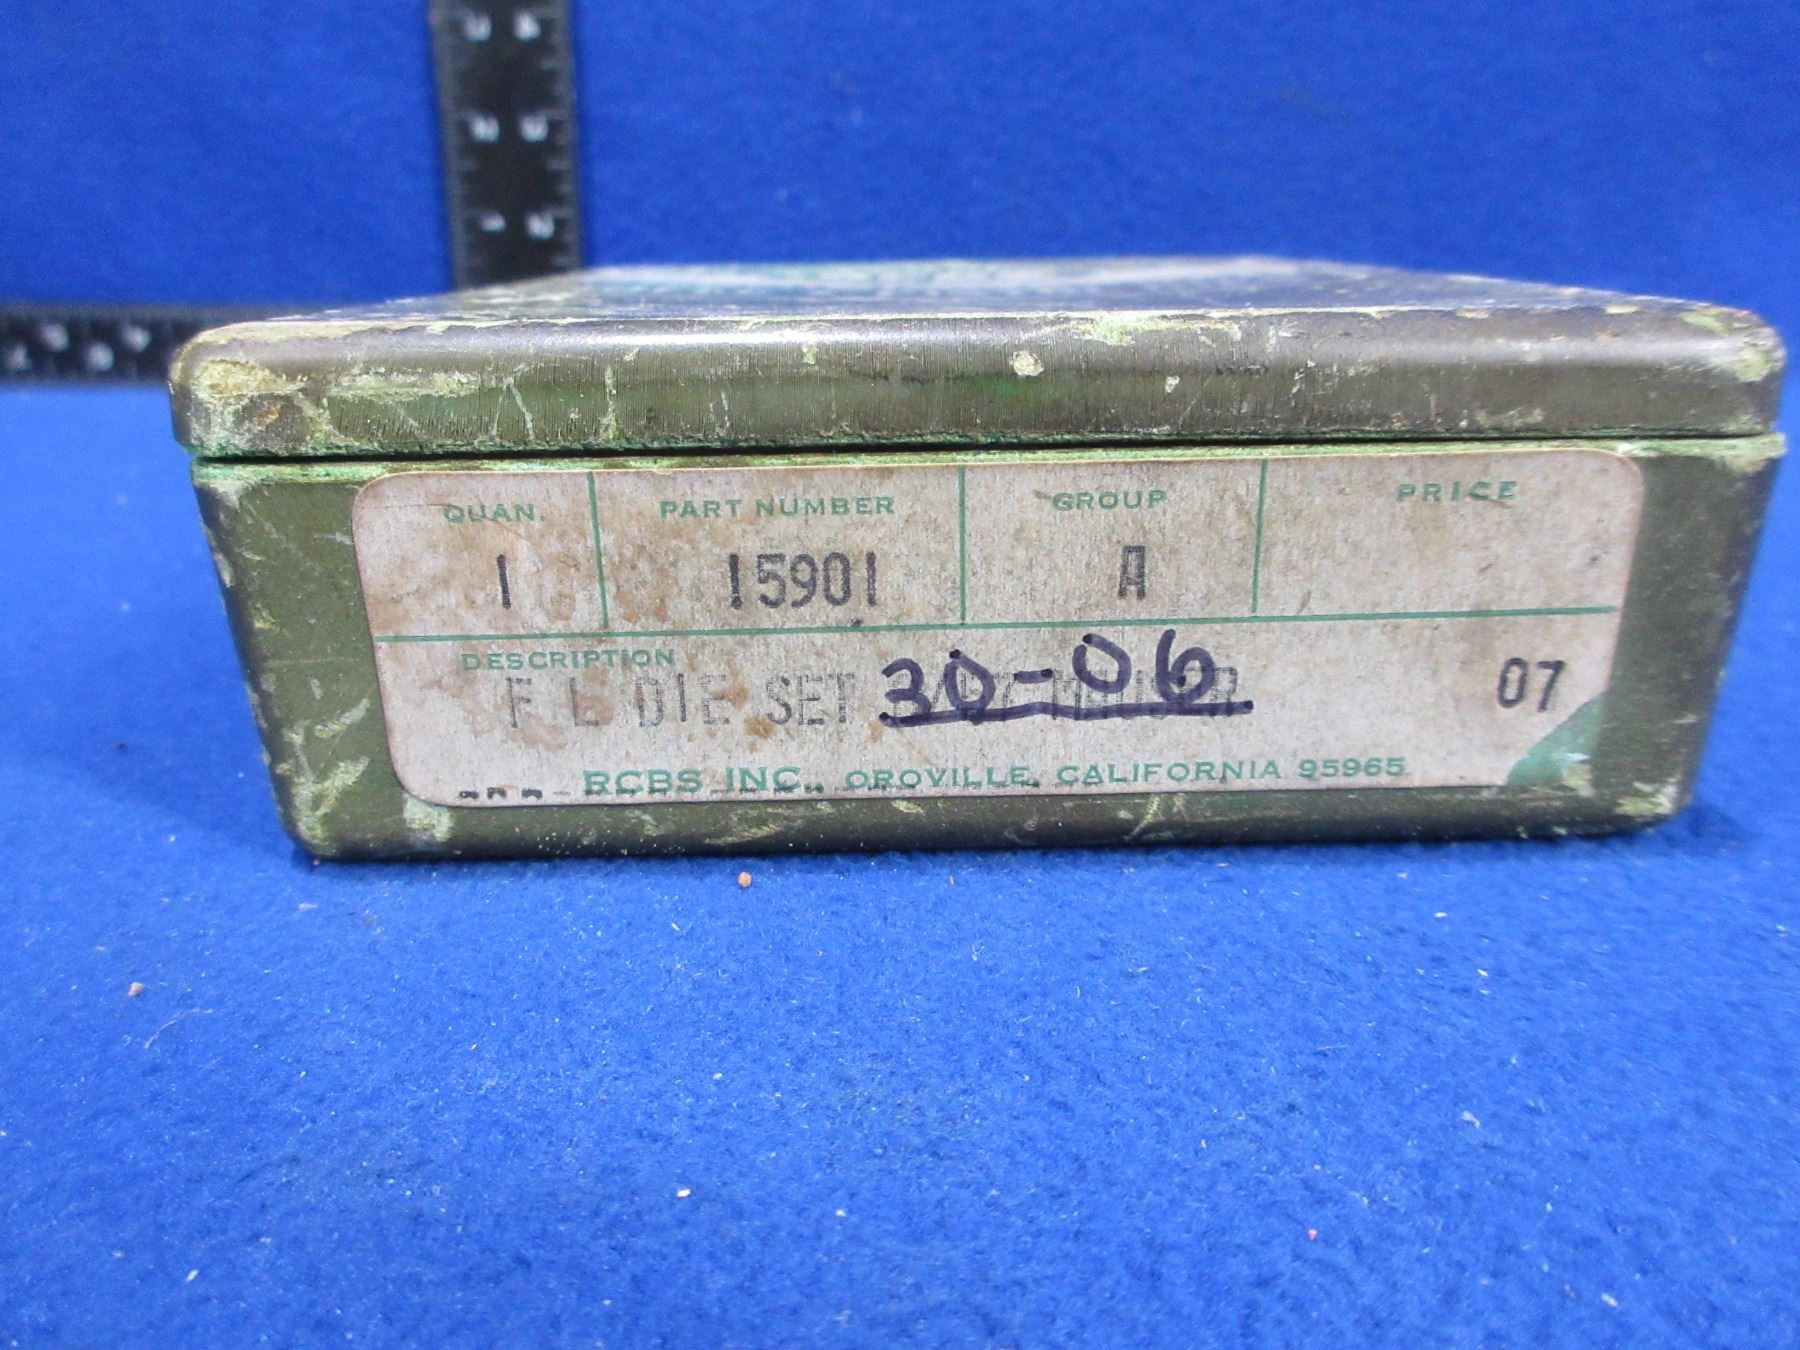 QUAN. PART NUMBER GROUP PRICE
1 15901 A
DESCRIPTION
F L DIE SET 30-06 07
RCBS INC., OROVILLE, CALIFORNIA 95965